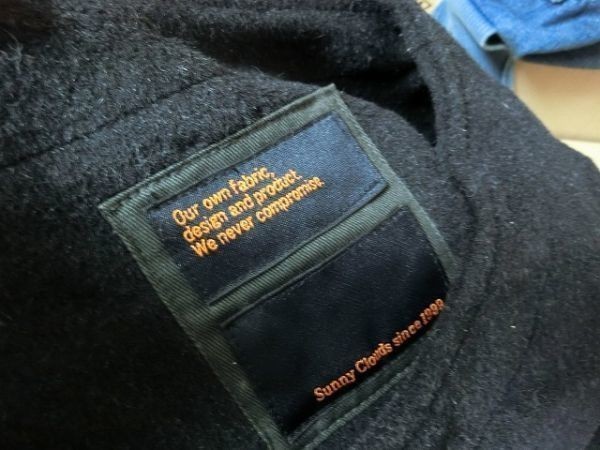 Our own fabric,
design and product.
We never compromise
Sunny Clouds since 1999